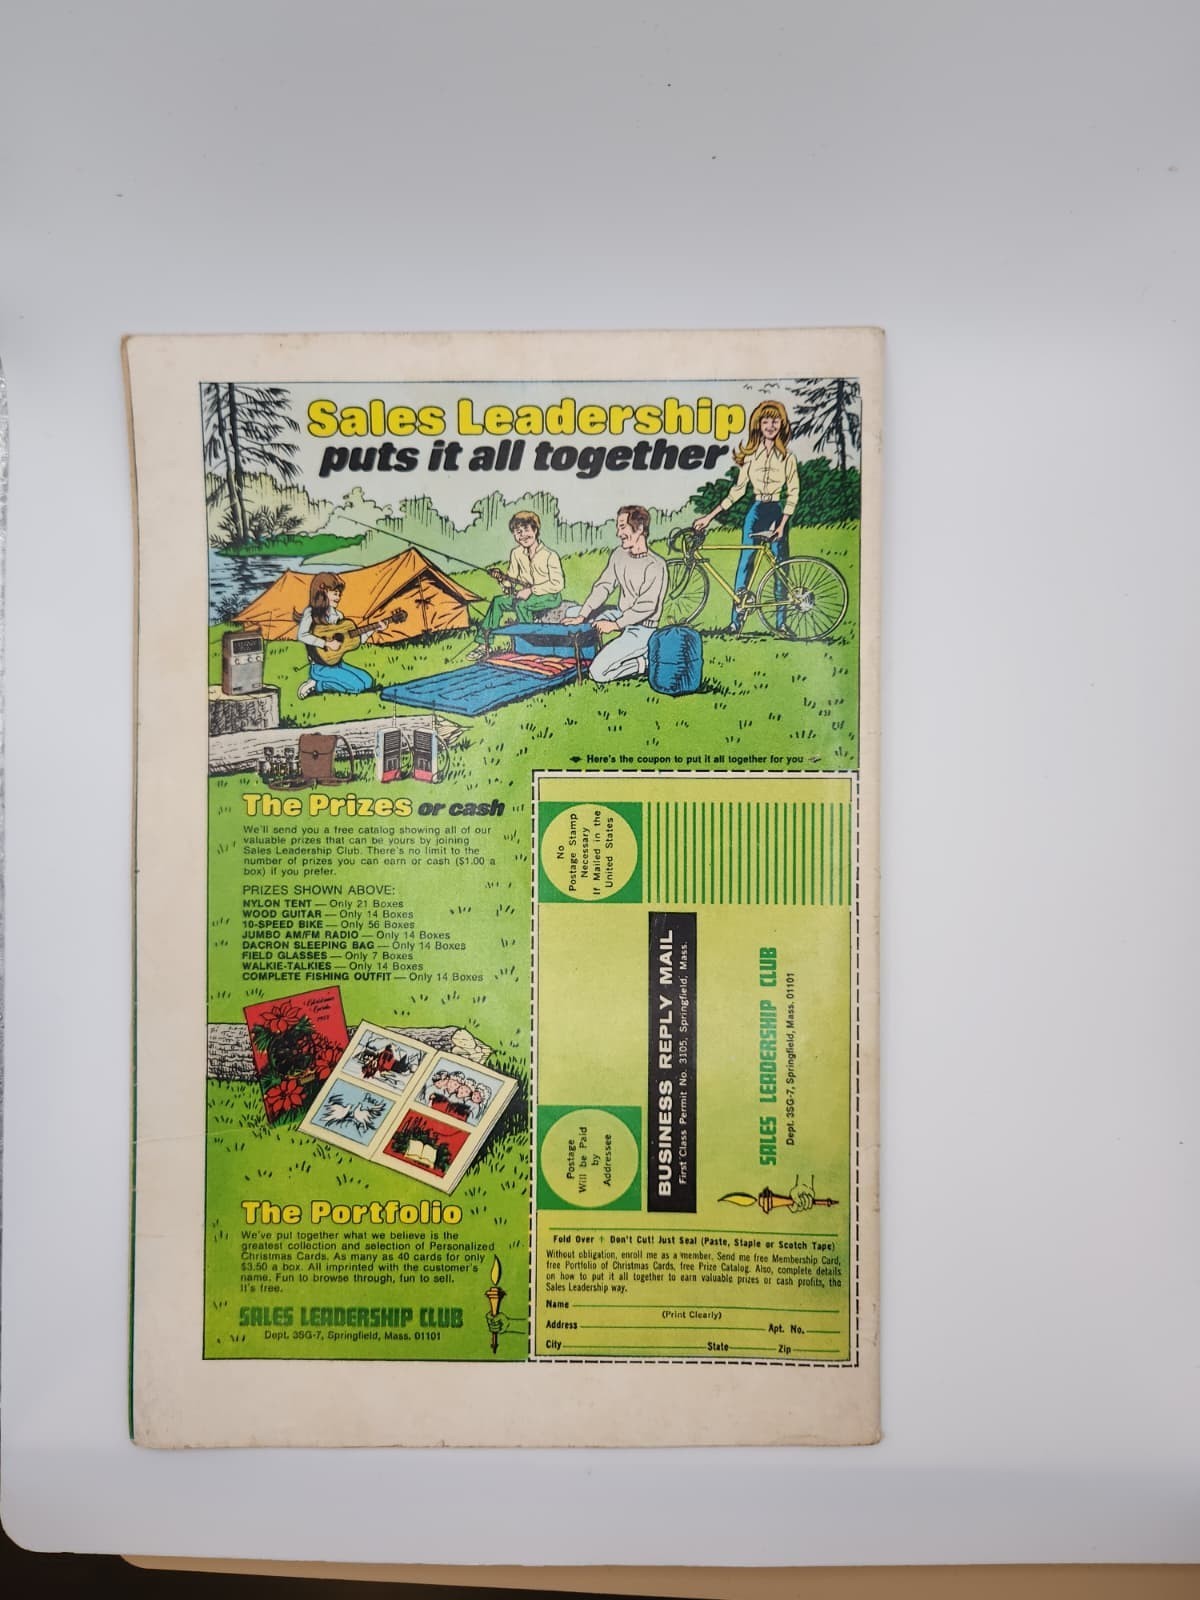 Sales Leadership
puts it all together
Here's the coupon to put it all together for you
The Prizes or cash
We'll send you a free catalog showing all of our
valuable prizes that can be yours by joining
Sales Leadership Club. There's no limit to the
number of prizes you can earn or cash ($1.00 a
box) if you prefer.
PRIZES SHOWN ABOVE:
NYLON TENT — Only 21 Boxes
WOOD GUITAR — Only 14 Boxes
10-SPEED BIKE — Only 56 Boxes
JUMBO AM/FM RADIO — Only 14 Boxes
DACRON SLEEPING BAG — Only 14 Boxes
FIELD GLASSES — Only 7 Boxes
WALKIE-TALKIES — Only 14 Boxes
COMPLETE FISHING OUTFIT — Only 14 Boxes
Christmas
Cards
The Portfolio
We've put together what we believe is the
greatest collection and selection of Personalized
Christmas Cards. As many as 40 cards for only
$3.50 a box. All imprinted with the customer's
name. Fun to browse through, fun to sell.
It's free.
SALES LEADERSHIP CLUB
Dept. 3SG-7, Springfield, Mass. 01101
No
Postage Stamp
Necessary
If Mailed in the
United States
Postage
Will be Paid
by
Addressee
BUSINESS REPLY MAIL
First Class Permit No. 3105, Springfield, Mass.
SALES LEADERSHIP CLUB
Dept. 3SG-7, Springfield, Mass. 01101
Fold Over + Don't Cut! Just Seal (Paste, Staple or Scotch Tape)
Without obligation, enroll me as a member. Send me free Membership Card,
free Portfolio of Christmas Cards, free Prize Catalog. Also, complete details
on how to put it all together to earn valuable prizes or cash profits, the
Sales Leadership way.
Name
(Print Clearly)
Address Apt. No.
City State Zip